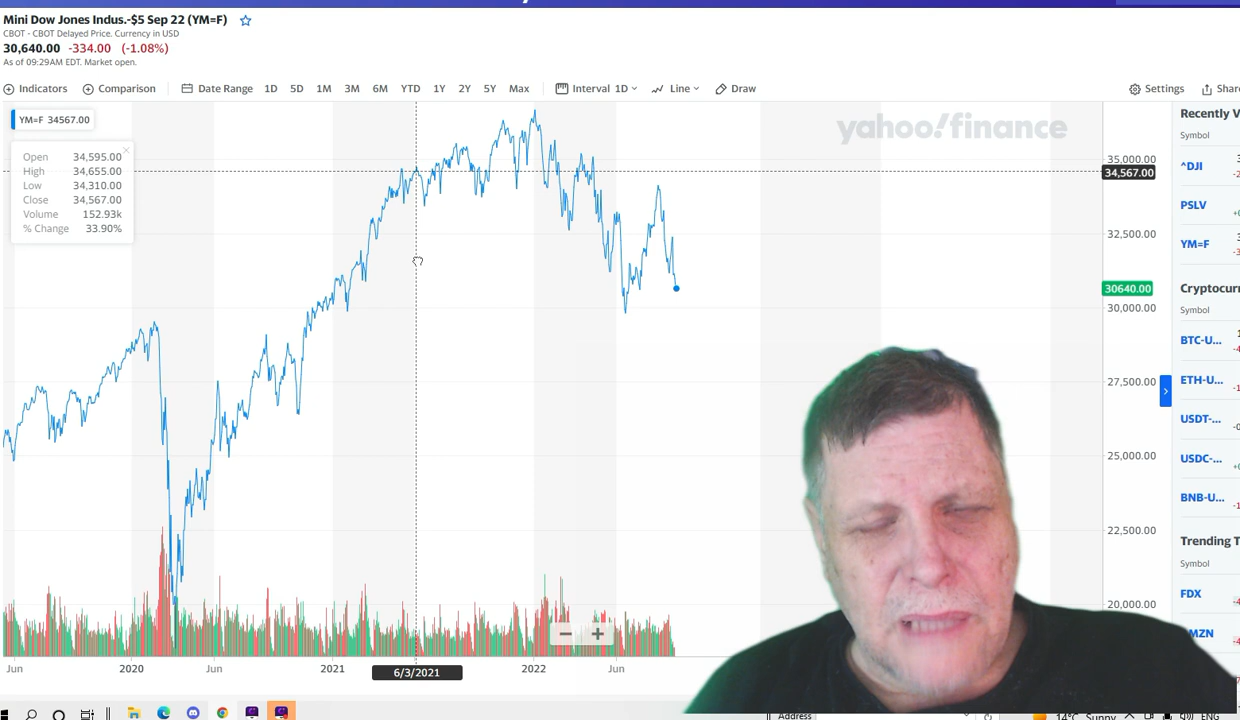 Mini Dow Jones Indus.-$5 Sep 22 (YM=F)
CBOT - CBOT Delayed Price. Currency in USD
30,640.00 -334.00 (-1.08%)
As of 09:29AM EDT. Market open.
Indicators Comparison Date Range 1D 5D 1M 3M 6M YTD 1Y 2Y 5Y Max Interval 1D Line Draw Settings Shar
YM=F 34567.00
Open 34,595.00
High 34,655.00
Low 34,310.00
Close 34,567.00
Volume 152.93k
% Change 33.90%
yahoo!finance
35,000.00
34,567.00
32,500.00
30640.00
30,000.00
27,500.00
25,000.00
22,500.00
20,000.00
Jun 2020 Jun 2021 6/3/2021 2022 Jun
Recently V
Symbol
^DJI
PSLV
YM=F
Cryptocurr
Symbol
BTC-U...
ETH-U...
USDT-...
USDC-...
BNB-U...
Trending T
Symbol
FDX
MZN
Address
14°C Sunny
ENG